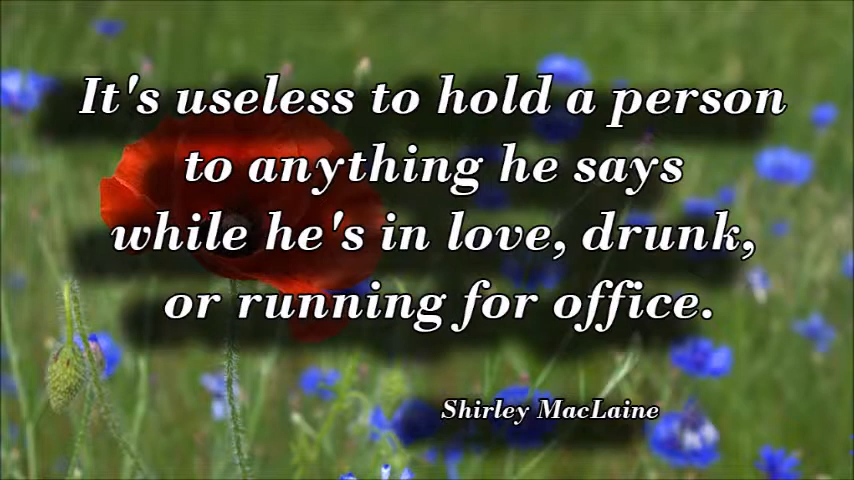 It's useless to hold a person
to anything he says
while he's in love, drunk,
or running for office.
Shirley MacLaine